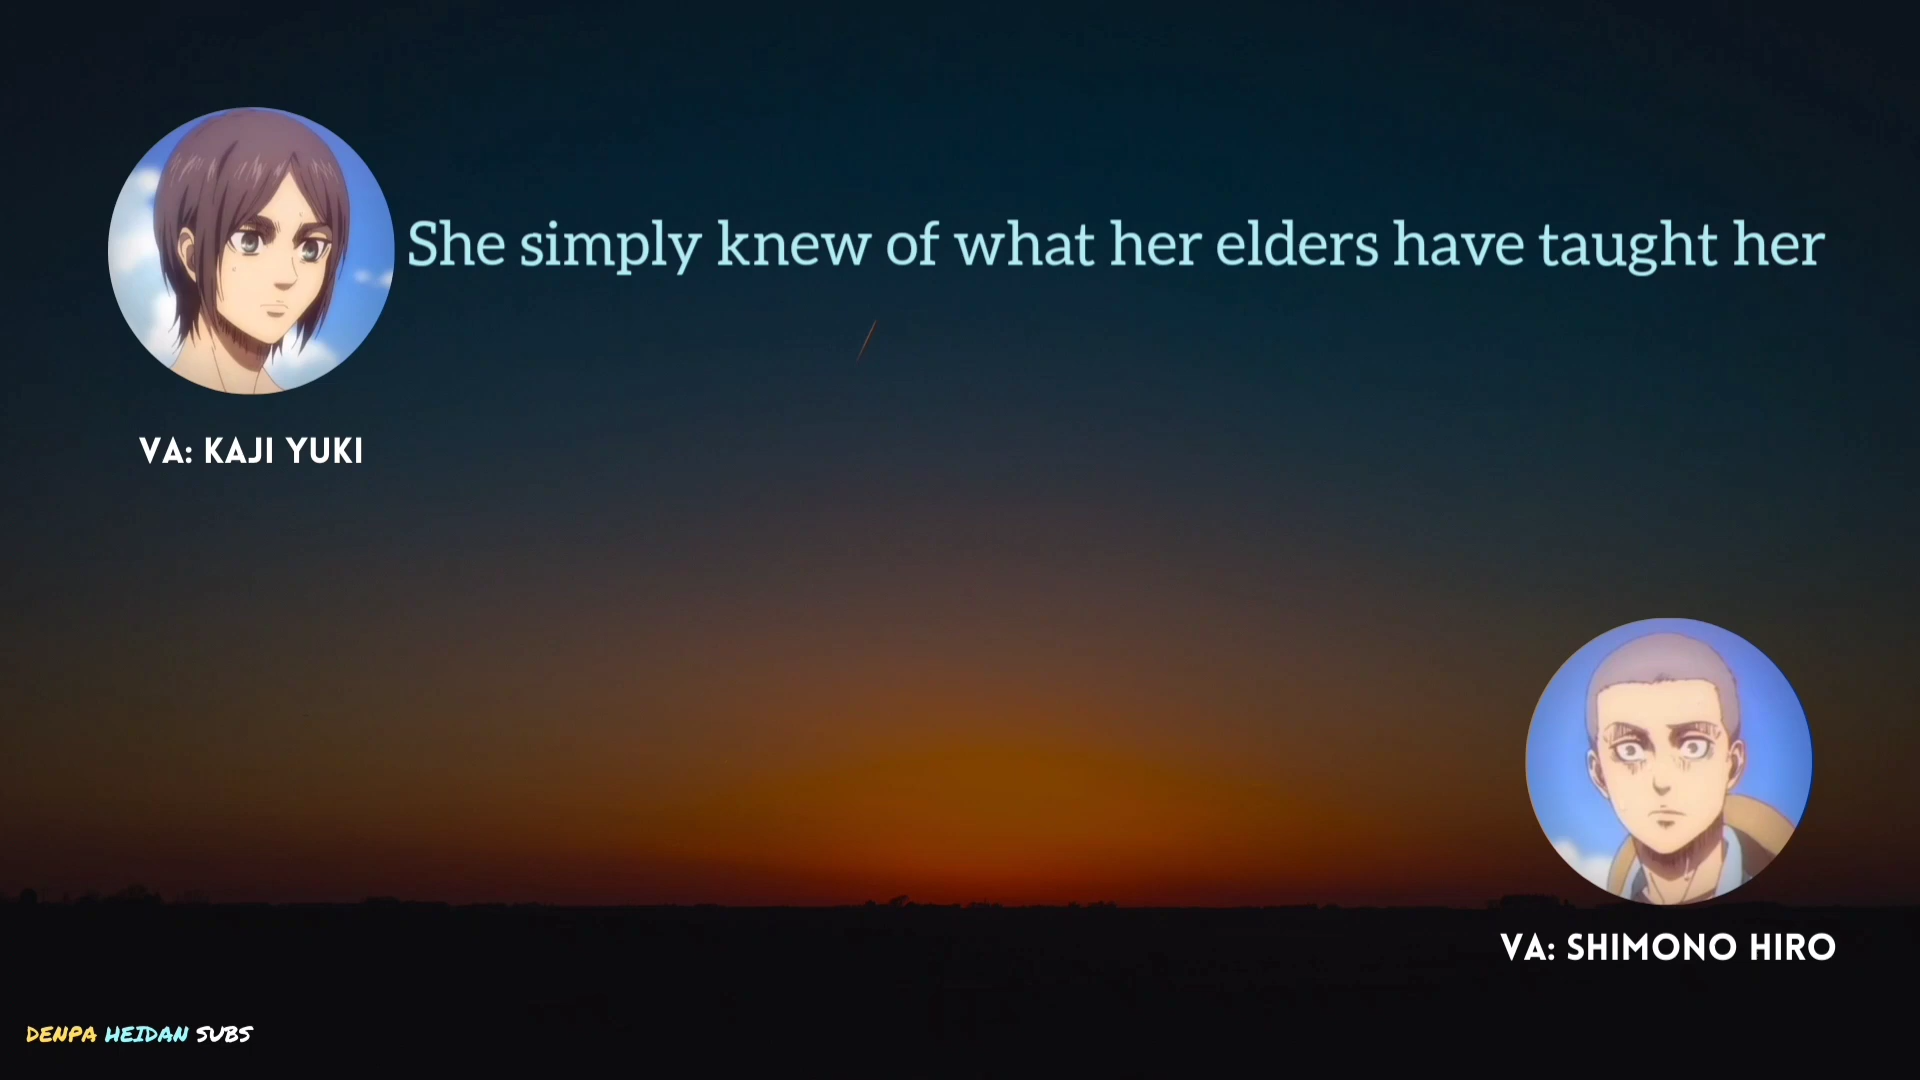 She simply knew of what her elders have taught her
VA: KAJI YUKI
VA: SHIMONO HIRO
DENPA HEIDAN SUBS